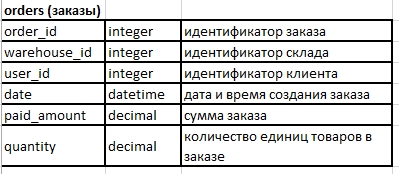 orders (заказы)
order_id integer идентификатор заказа
warehouse_id integer идентификатор склада
user_id integer идентификатор клиента
date datetime дата и время создания заказа
paid_amount decimal сумма заказа
quantity decimal количество единиц товаров в
заказе